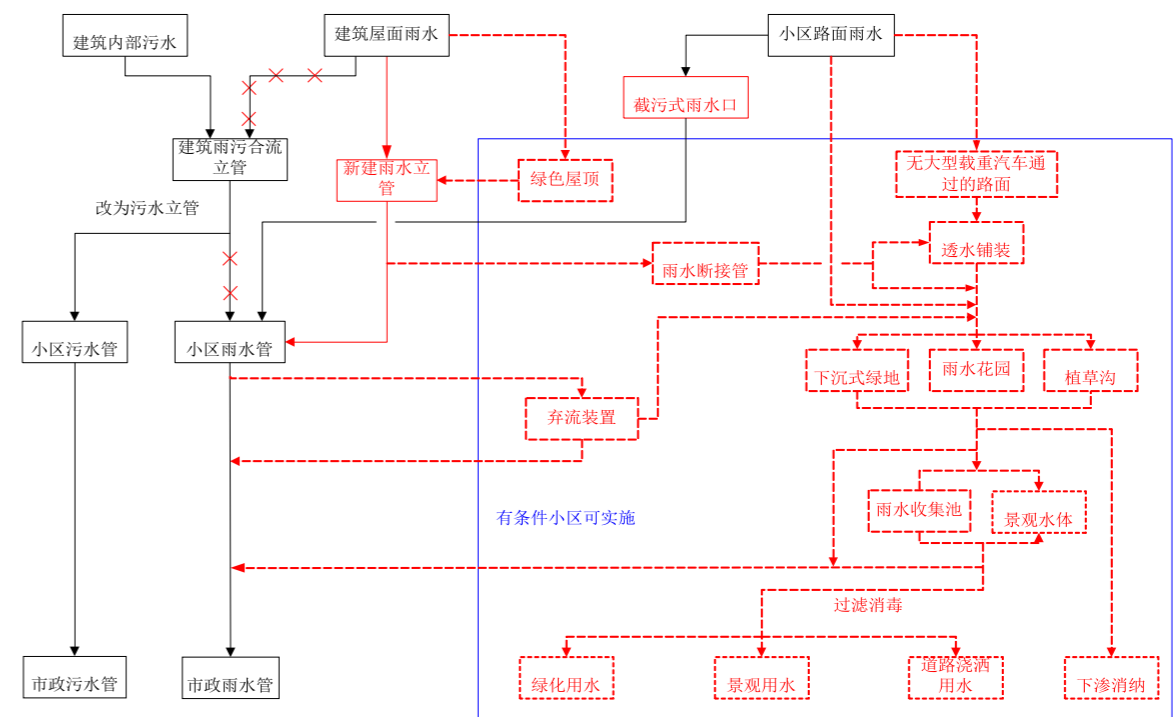 建筑内部污水
建筑屋面雨水
小区路面雨水
截污式雨水口
建筑雨污合流
立管
新建雨水立
管
绿色屋顶
无大型载重汽车通
过的路面
改为污水立管
透水铺装
雨水断接管
小区污水管
小区雨水管
下沉式绿地
雨水花园
植草沟
弃流装置
有条件小区可实施
雨水收集池
景观水体
过滤消毒
市政污水管
市政雨水管
绿化用水
景观用水
道路浇洒
用水
下渗消纳